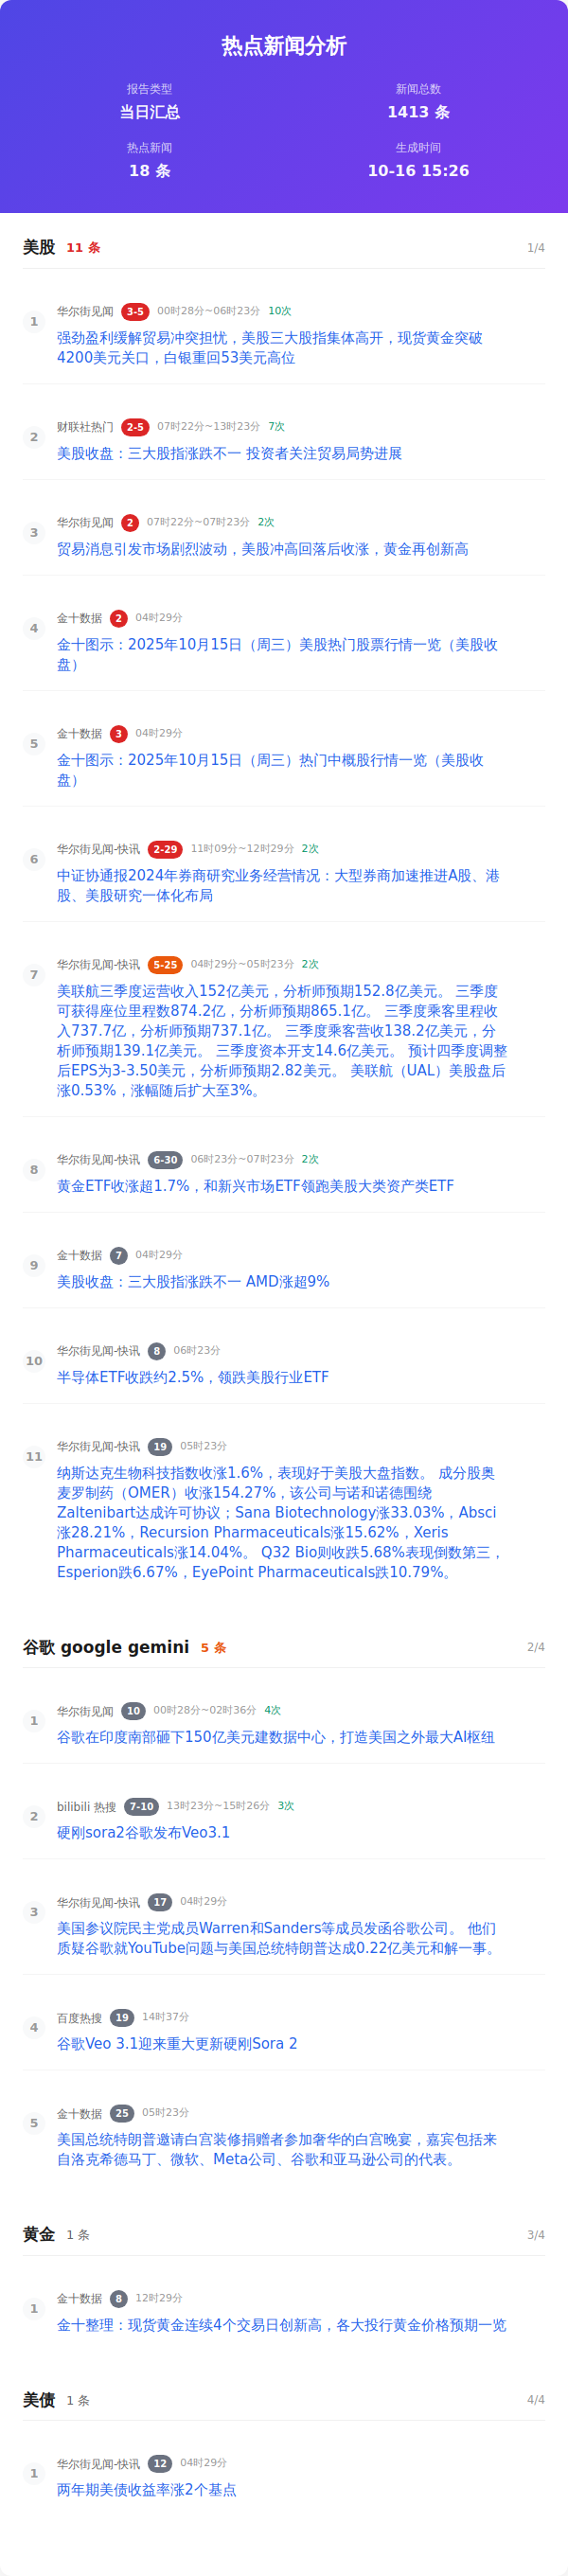 热点新闻分析
报告类型
当日汇总
新闻总数
1413 条
热点新闻
18 条
生成时间
10-16 15:26
美股 11 条 1/4
1
华尔街见闻 3-5 00时28分~06时23分 10次
强劲盈利缓解贸易冲突担忧，美股三大股指集体高开，现货黄金突破
4200美元关口，白银重回53美元高位
2
财联社热门 2-5 07时22分~13时23分 7次
美股收盘：三大股指涨跌不一 投资者关注贸易局势进展
3
华尔街见闻 2 07时22分~07时23分 2次
贸易消息引发市场剧烈波动，美股冲高回落后收涨，黄金再创新高
4
金十数据 2 04时29分
金十图示：2025年10月15日（周三）美股热门股票行情一览（美股收
盘）
5
金十数据 3 04时29分
金十图示：2025年10月15日（周三）热门中概股行情一览（美股收
盘）
6
华尔街见闻-快讯 2-29 11时09分~12时29分 2次
中证协通报2024年券商研究业务经营情况：大型券商加速推进A股、港
股、美股研究一体化布局
7
华尔街见闻-快讯 5-25 04时29分~05时23分 2次
美联航三季度运营收入152亿美元，分析师预期152.8亿美元。 三季度
可获得座位里程数874.2亿，分析师预期865.1亿。 三季度乘客里程收
入737.7亿，分析师预期737.1亿。 三季度乘客营收138.2亿美元，分
析师预期139.1亿美元。 三季度资本开支14.6亿美元。 预计四季度调整
后EPS为3-3.50美元，分析师预期2.82美元。 美联航（UAL）美股盘后
涨0.53%，涨幅随后扩大至3%。
8
华尔街见闻-快讯 6-30 06时23分~07时23分 2次
黄金ETF收涨超1.7%，和新兴市场ETF领跑美股大类资产类ETF
9
金十数据 7 04时29分
美股收盘：三大股指涨跌不一 AMD涨超9%
10
华尔街见闻-快讯 8 06时23分
半导体ETF收跌约2.5%，领跌美股行业ETF
11
华尔街见闻-快讯 19 05时23分
纳斯达克生物科技指数收涨1.6%，表现好于美股大盘指数。 成分股奥
麦罗制药（OMER）收涨154.27%，该公司与诺和诺德围绕
Zaltenibart达成许可协议；Sana Biotechnology涨33.03%，Absci
涨28.21%，Recursion Pharmaceuticals涨15.62%，Xeris
Pharmaceuticals涨14.04%。 Q32 Bio则收跌5.68%表现倒数第三，
Esperion跌6.67%，EyePoint Pharmaceuticals跌10.79%。
谷歌 google gemini 5 条 2/4
1
华尔街见闻 10 00时28分~02时36分 4次
谷歌在印度南部砸下150亿美元建数据中心，打造美国之外最大AI枢纽
2
bilibili 热搜 7-10 13时23分~15时26分 3次
硬刚sora2谷歌发布Veo3.1
3
华尔街见闻-快讯 17 04时29分
美国参议院民主党成员Warren和Sanders等成员发函谷歌公司。 他们
质疑谷歌就YouTube问题与美国总统特朗普达成0.22亿美元和解一事。
4
百度热搜 19 14时37分
谷歌Veo 3.1迎来重大更新硬刚Sora 2
5
金十数据 25 05时23分
美国总统特朗普邀请白宫装修捐赠者参加奢华的白宫晚宴，嘉宾包括来
自洛克希德马丁、微软、Meta公司、谷歌和亚马逊公司的代表。
黄金 1 条 3/4
1
金十数据 8 12时29分
金十整理：现货黄金连续4个交易日创新高，各大投行黄金价格预期一览
美债 1 条 4/4
1
华尔街见闻-快讯 12 04时29分
两年期美债收益率涨2个基点